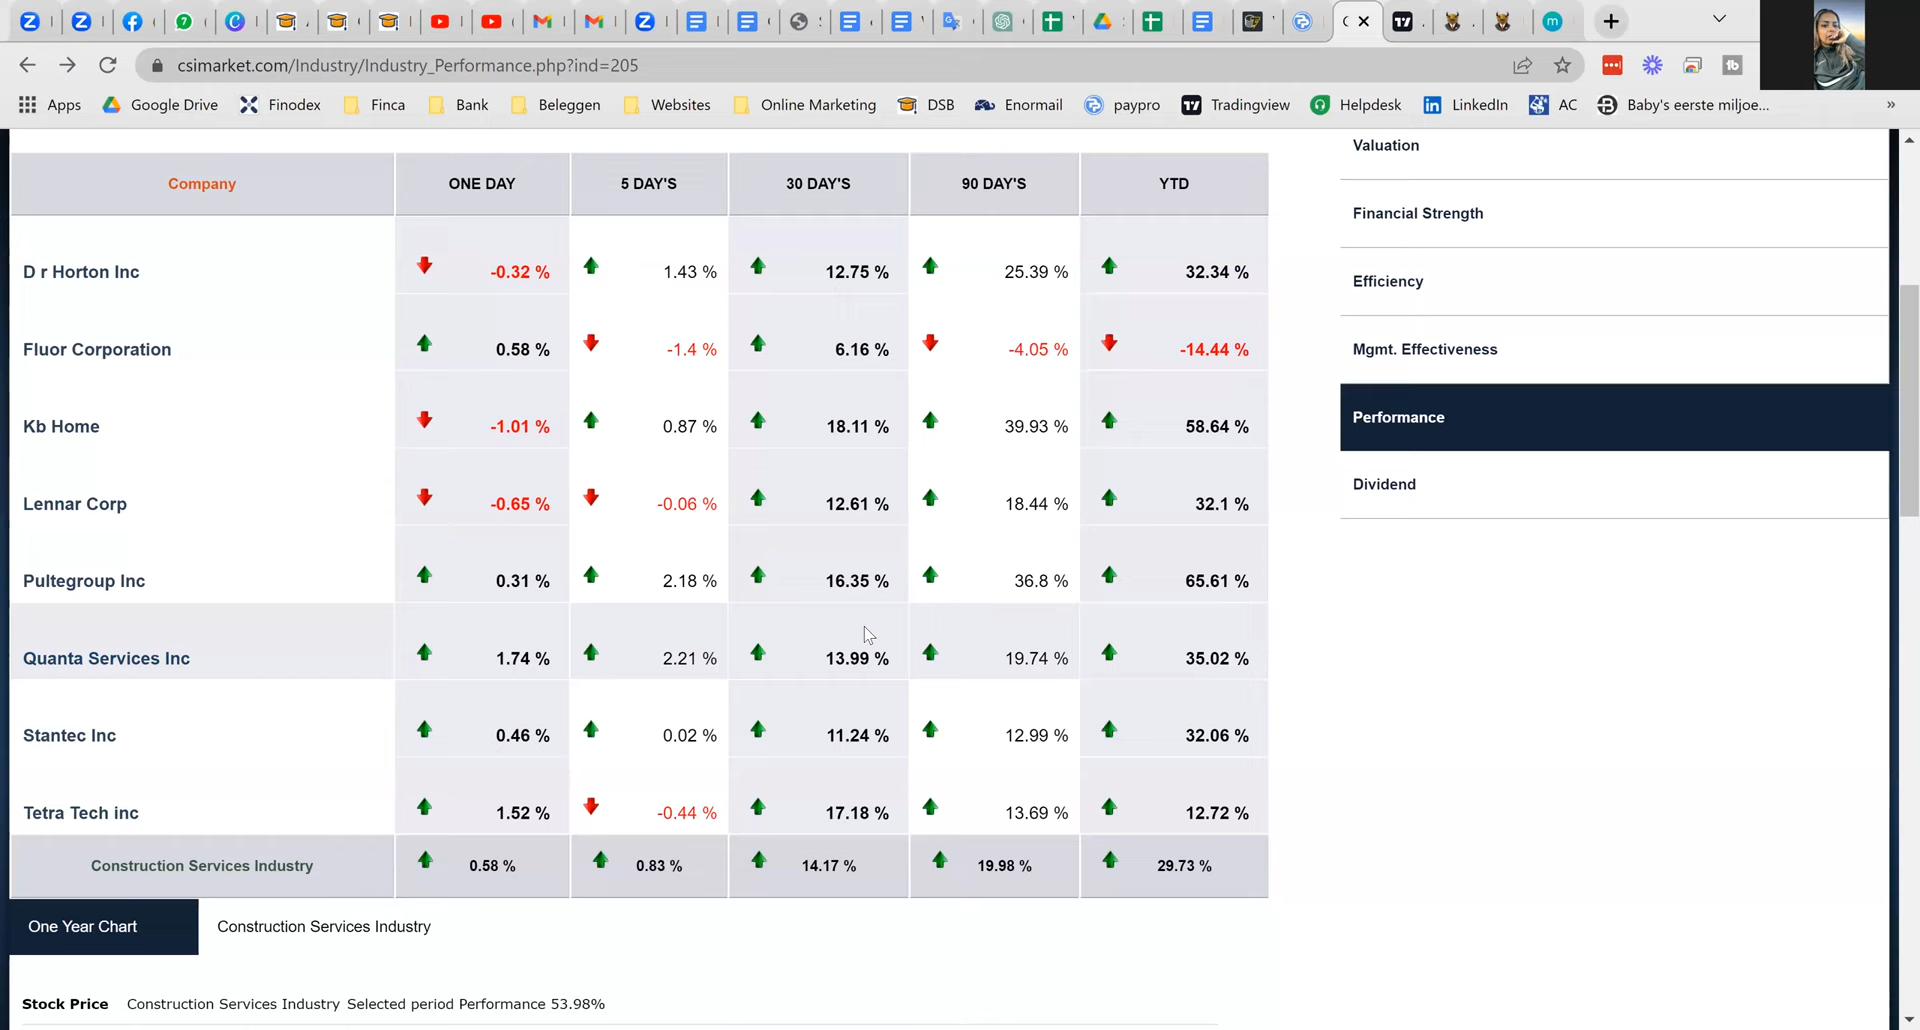 csimarket.com/Industry/Industry_Performance.php?ind=205
Apps Google Drive Finodex Finca Bank Beleggen Websites Online Marketing DSB Enormail paypro Tradingview Helpdesk LinkedIn AC Baby's eerste miljoe... »
Valuation
Company ONE DAY 5 DAY'S 30 DAY'S 90 DAY'S YTD
Financial Strength
D r Horton Inc -0.32 % 1.43 % 12.75 % 25.39 % 32.34 %
Efficiency
Fluor Corporation 0.58 % -1.4 % 6.16 % -4.05 % -14.44 %
Mgmt. Effectiveness
Performance
Kb Home -1.01 % 0.87 % 18.11 % 39.93 % 58.64 %
Dividend
Lennar Corp -0.65 % -0.06 % 12.61 % 18.44 % 32.1 %
Pultegroup Inc 0.31 % 2.18 % 16.35 % 36.8 % 65.61 %
Quanta Services Inc 1.74 % 2.21 % 13.99 % 19.74 % 35.02 %
Stantec Inc 0.46 % 0.02 % 11.24 % 12.99 % 32.06 %
Tetra Tech inc 1.52 % -0.44 % 17.18 % 13.69 % 12.72 %
Construction Services Industry 0.58 % 0.83 % 14.17 % 19.98 % 29.73 %
One Year Chart Construction Services Industry
Stock Price Construction Services Industry Selected period Performance 53.98%